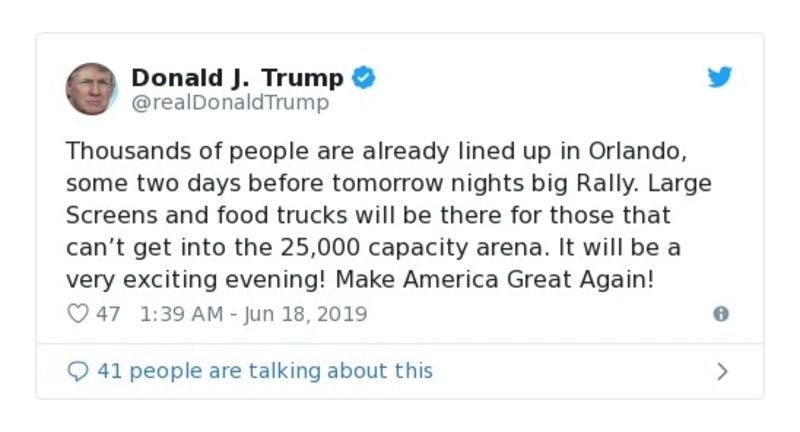 Donald J. Trump
@realDonaldTrump
Thousands of people are already lined up in Orlando,
some two days before tomorrow nights big Rally. Large
Screens and food trucks will be there for those that
can’t get into the 25,000 capacity arena. It will be a
very exciting evening! Make America Great Again!
47 1:39 AM - Jun 18, 2019
41 people are talking about this